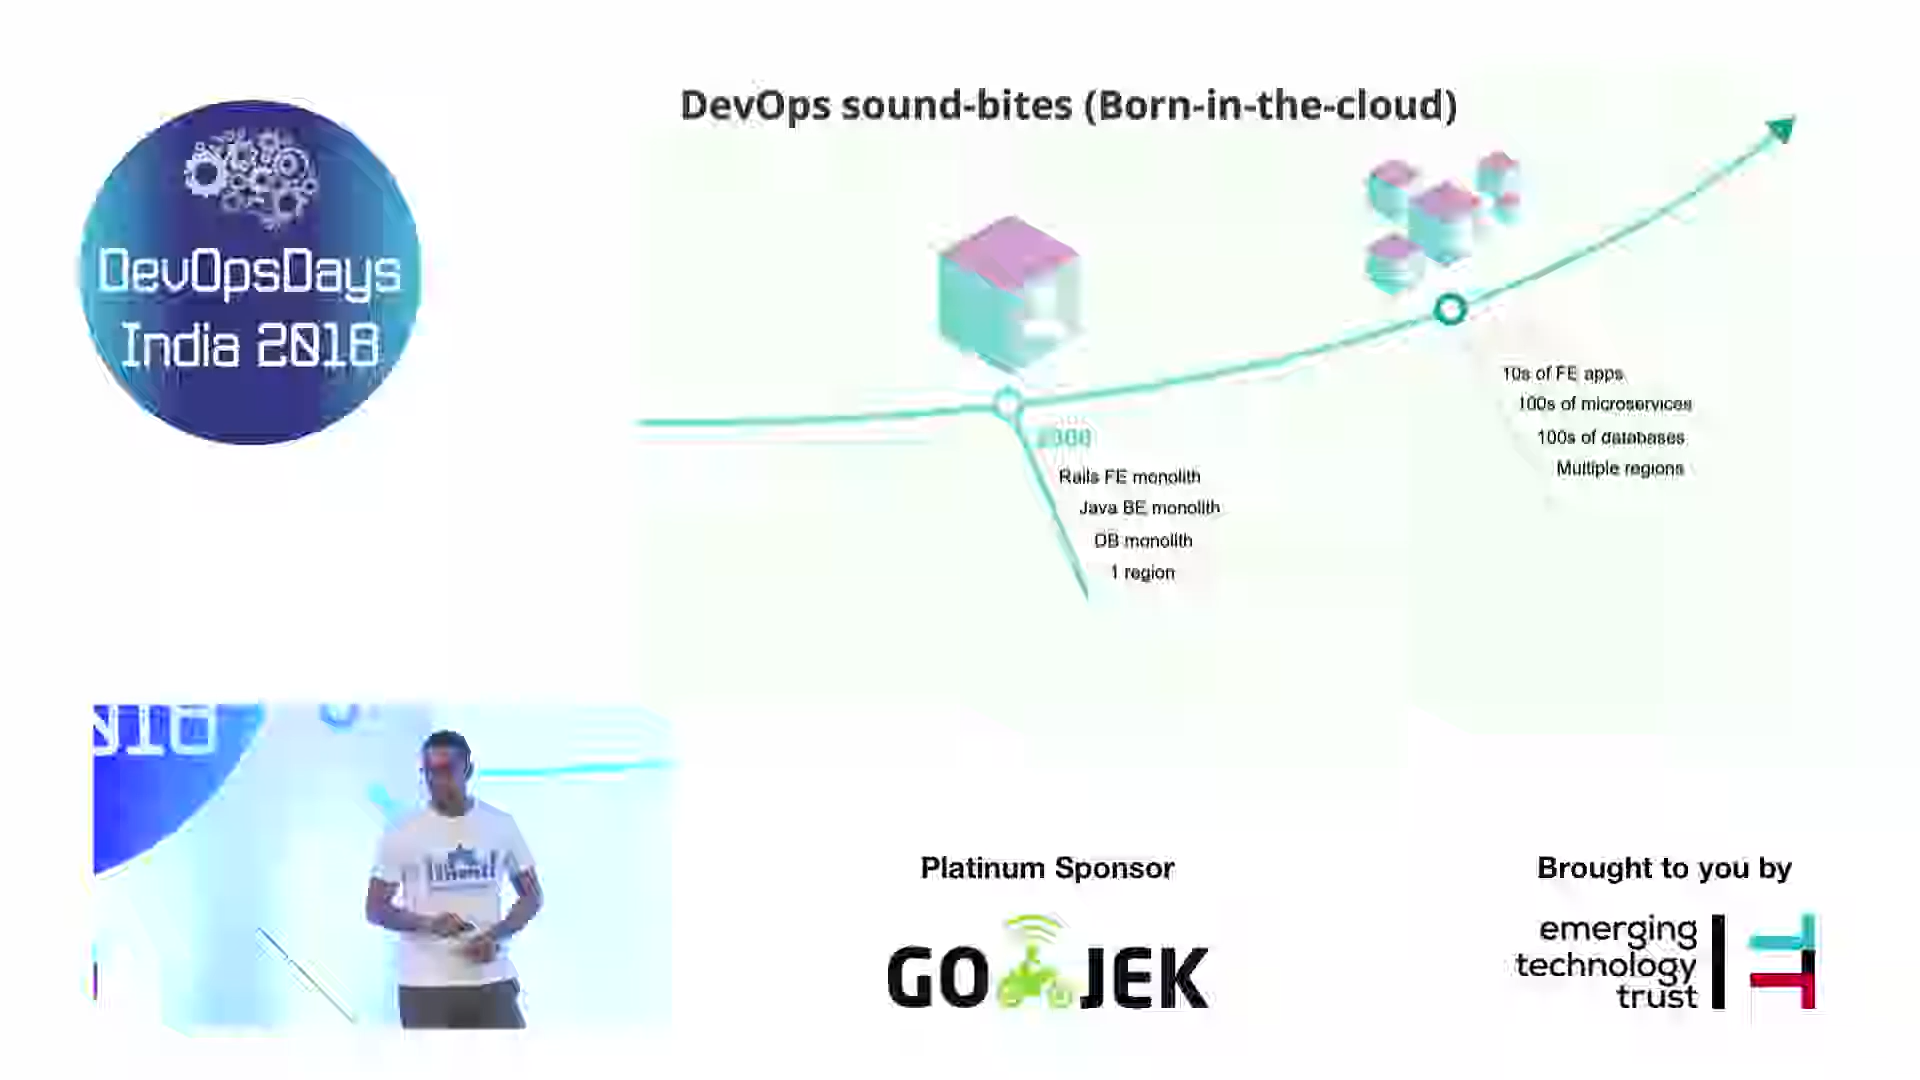 DevOps sound-bites (Born-in-the-cloud)
DevOpsDays
India 2018
Rails FE monolith
Java BE monolith
DB monolith
1 region
10s of FE apps
100s of microservices
100s of databases
Multiple regions
Platinum Sponsor
GO JEK
Brought to you by
emerging
technology
trust